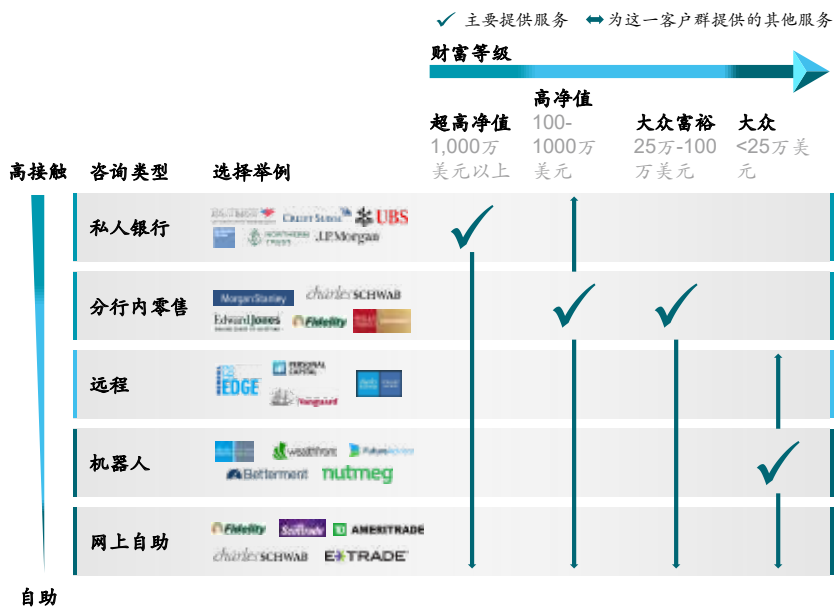 主要提供服务 为这一客户群提供的其他服务
财富等级
超高净值
1,000万
美元以上
高净值
100-
1000万
美元
大众富裕
25万-100
万美元
大众
<25万美
元
高接触 咨询类型 选择举例
私人银行
CREDIT SUISSE UBS
NORTHERN TRUST J.P.Morgan
分行内零售
Morgan Stanley charles SCHWAB
Edward Jones Fidelity
远程
EDGE PERSONAL CAPITAL
Vanguard
机器人
wealthfront FutureAdvisor
Betterment nutmeg
网上自助
Fidelity Scottrade TD AMERITRADE
charles SCHWAB E*TRADE
自助